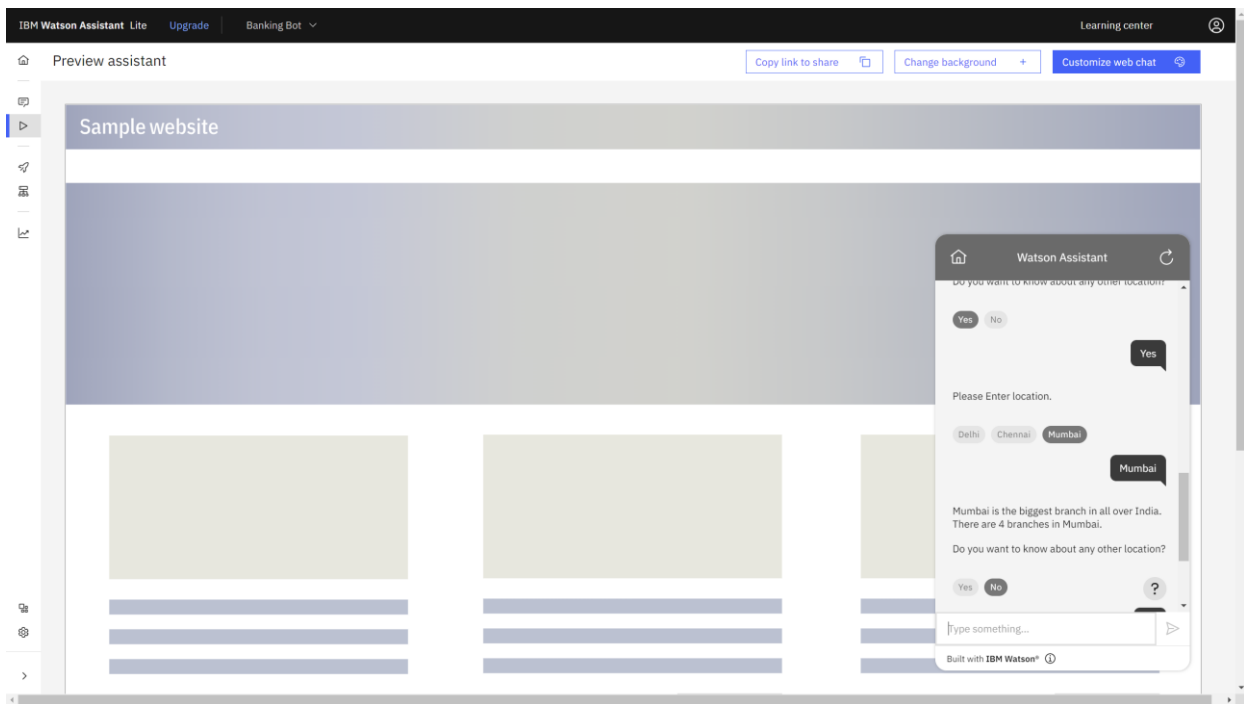 IBM Watson Assistant Lite Upgrade Banking Bot Learning center
Preview assistant Copy link to share Change background + Customize web chat
Sample website
Watson Assistant
Do you want to know about any other location?
Yes No
Yes
Please Enter location.
Delhi Chennai Mumbai
Mumbai
Mumbai is the biggest branch in all over India.
There are 4 branches in Mumbai.
Do you want to know about any other location?
Yes No ?
Type something...
Built with IBM Watson®